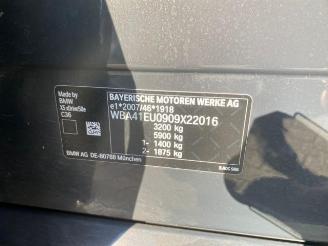 Made by
BMW
X5 xDrive50e
C36
BAYERISCHE MOTOREN WERKE AG
e1*2007/46*1918
WBA41EU0909X22016
3200 kg
5900 kg
1- 1400 kg
2- 1875 kg
BMW AG DE-80788 München